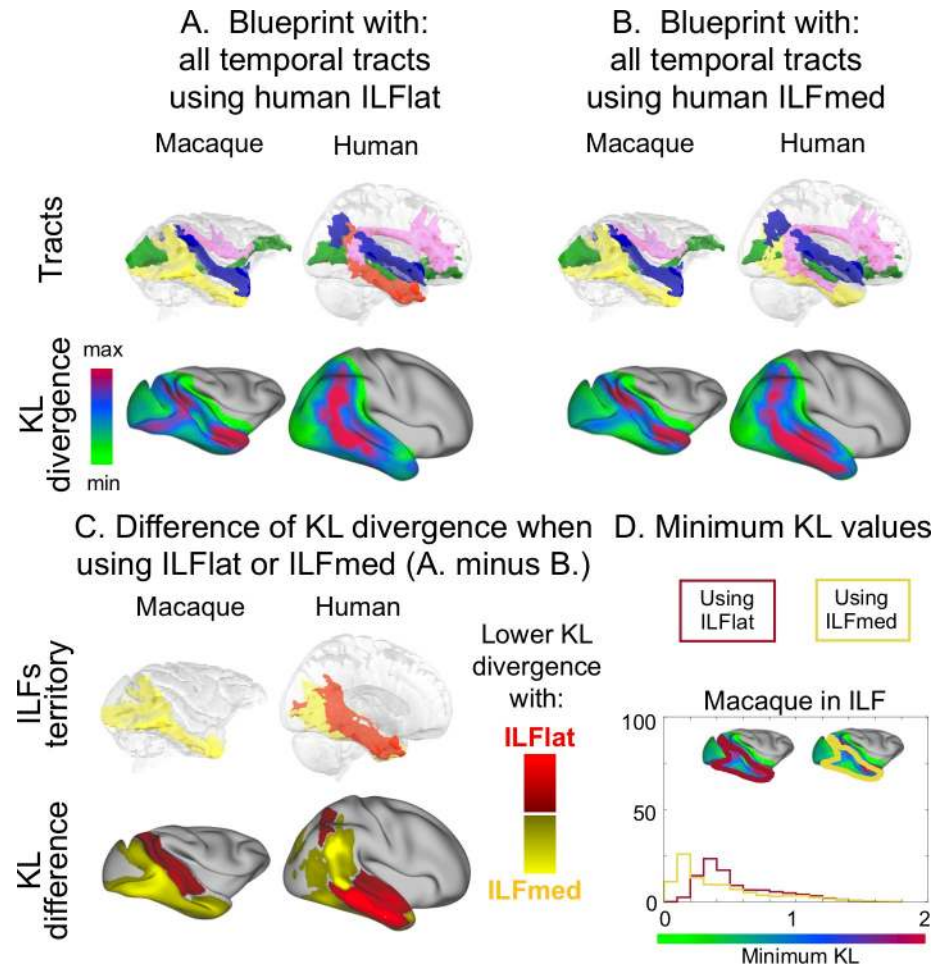 A. Blueprint with:
all temporal tracts
using human ILFlat
B. Blueprint with:
all temporal tracts
using human ILFmed
Macaque
Human
Macaque
Human
Tracts
KL
divergence
max
min
C. Difference of KL divergence when
using ILFlat or ILFmed (A. minus B.)
D. Minimum KL values
Macaque
Human
ILFs
territory
KL
difference
Lower KL
divergence
with:
ILFlat
ILFmed
Using
ILFlat
Using
ILFmed
Macaque in ILF
100
75
50
25
0
0
1
2
Minimum KL